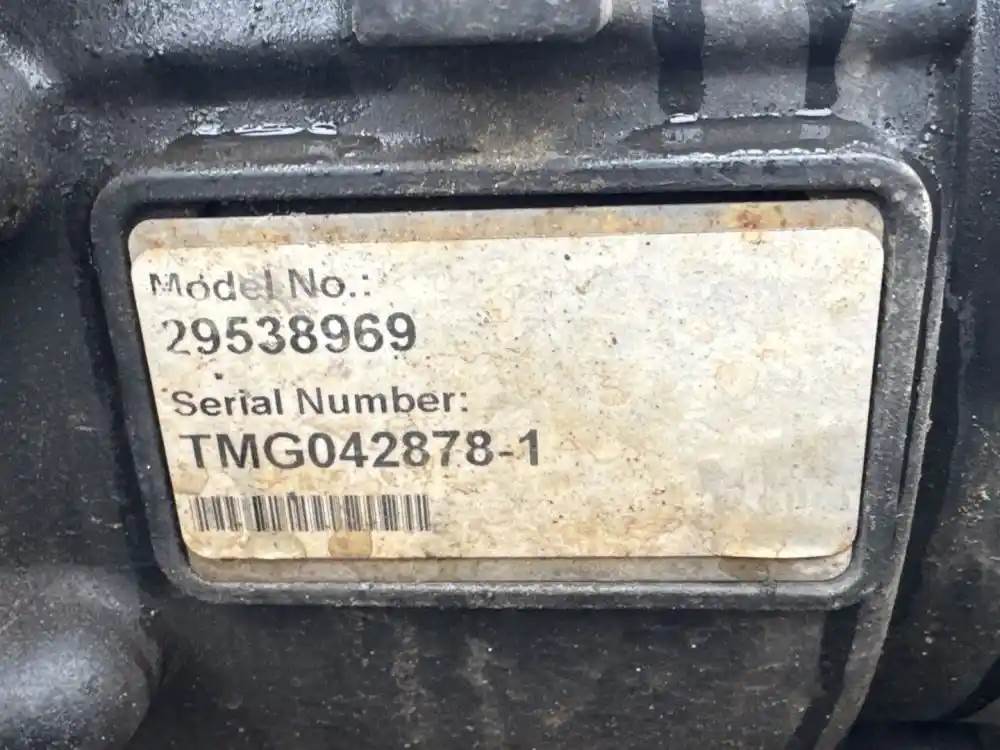 Model No.:
29538969
Serial Number:
TMG042878-1